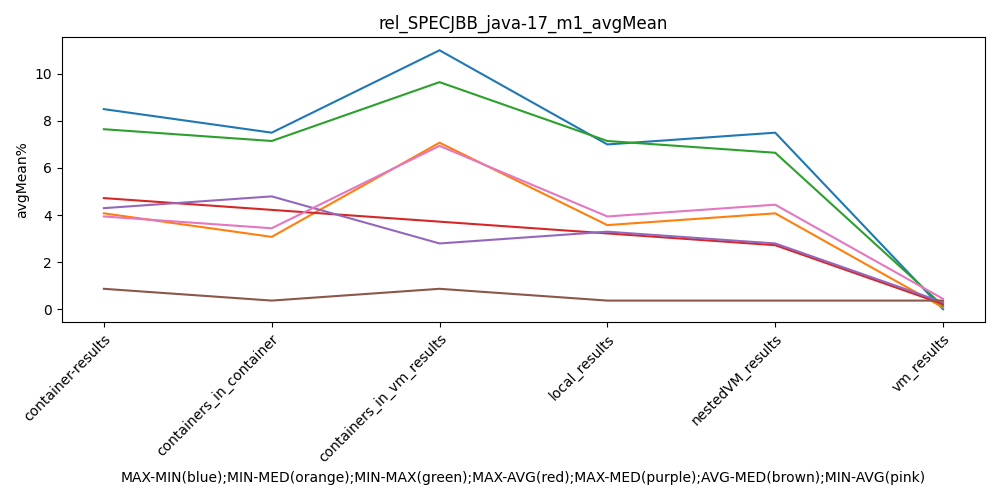 rel_SPECJBB_java-17_m1_avgMean
avgMean%
10
8
6
4
2
0
container-results
containers_in_container
containers_in_vm_results
local_results
nestedVM_results
vm_results
MAX-MIN(blue);MIN-MED(orange);MIN-MAX(green);MAX-AVG(red);MAX-MED(purple);AVG-MED(brown);MIN-AVG(pink)